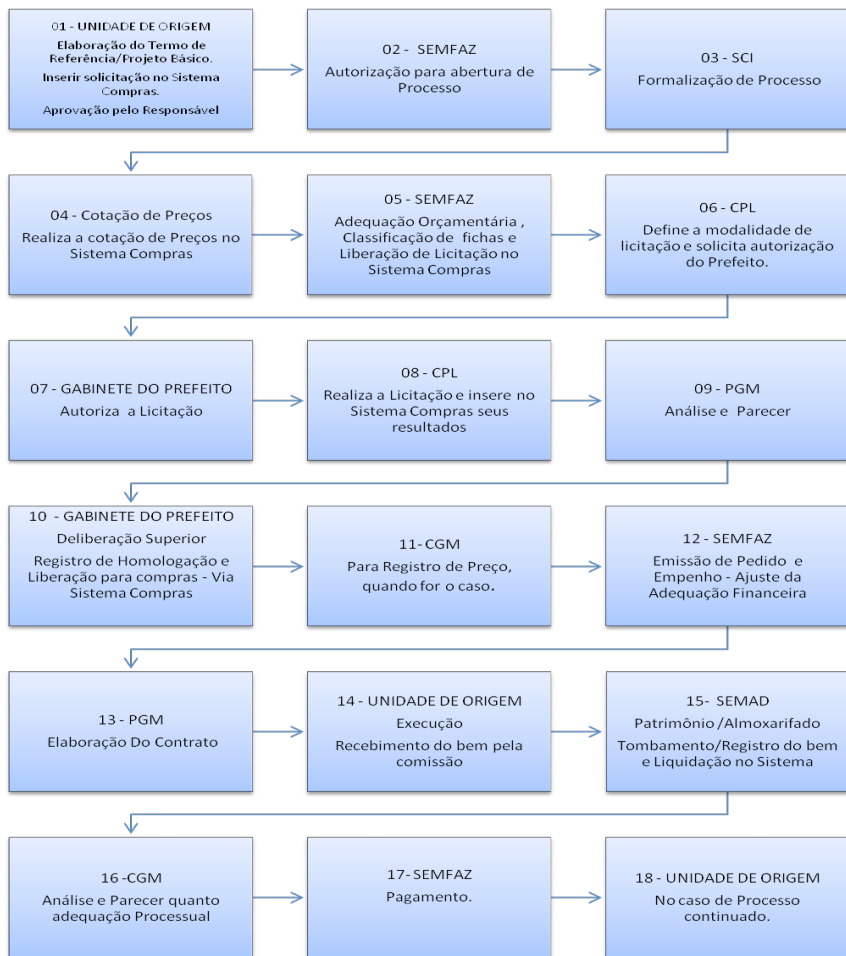 01 - UNIDADE DE ORIGEM
Elaboração do Termo de
Referência/Projeto Básico.
Inserir solicitação no Sistema
Compras.
Aprovação pelo Responsável
02 - SEMFAZ
Autorização para abertura de
Processo
03 - SCI
Formalização de Processo
04 - Cotação de Preços
Realiza a cotação de Preços no
Sistema Compras
05 - SEMFAZ
Adequação Orçamentária ,
Classificação de fichas e
Liberação de Licitação no
Sistema Compras
06 - CPL
Define a modalidade de
licitação e solicita autorização
do Prefeito.
07 - GABINETE DO PREFEITO
Autoriza a Licitação
08 - CPL
Realiza a Licitação e insere no
Sistema Compras seus
resultados
09 - PGM
Análise e Parecer
10 - GABINETE DO PREFEITO
Deliberação Superior
Registro de Homologação e
Liberação para compras - Via
Sistema Compras
11- CGM
Para Registro de Preço,
quando for o caso.
12 - SEMFAZ
Emissão de Pedido e
Empenho - Ajuste da
Adequação Financeira
13 - PGM
Elaboração Do Contrato
14 - UNIDADE DE ORIGEM
Execução
Recebimento do bem pela
comissão
15- SEMAD
Patrimônio /Almoxarifado
Tombamento/Registro do bem
e Liquidação no Sistema
16 -CGM
Análise e Parecer quanto
adequação Processual
17- SEMFAZ
Pagamento.
18 - UNIDADE DE ORIGEM
No caso de Processo
continuado.